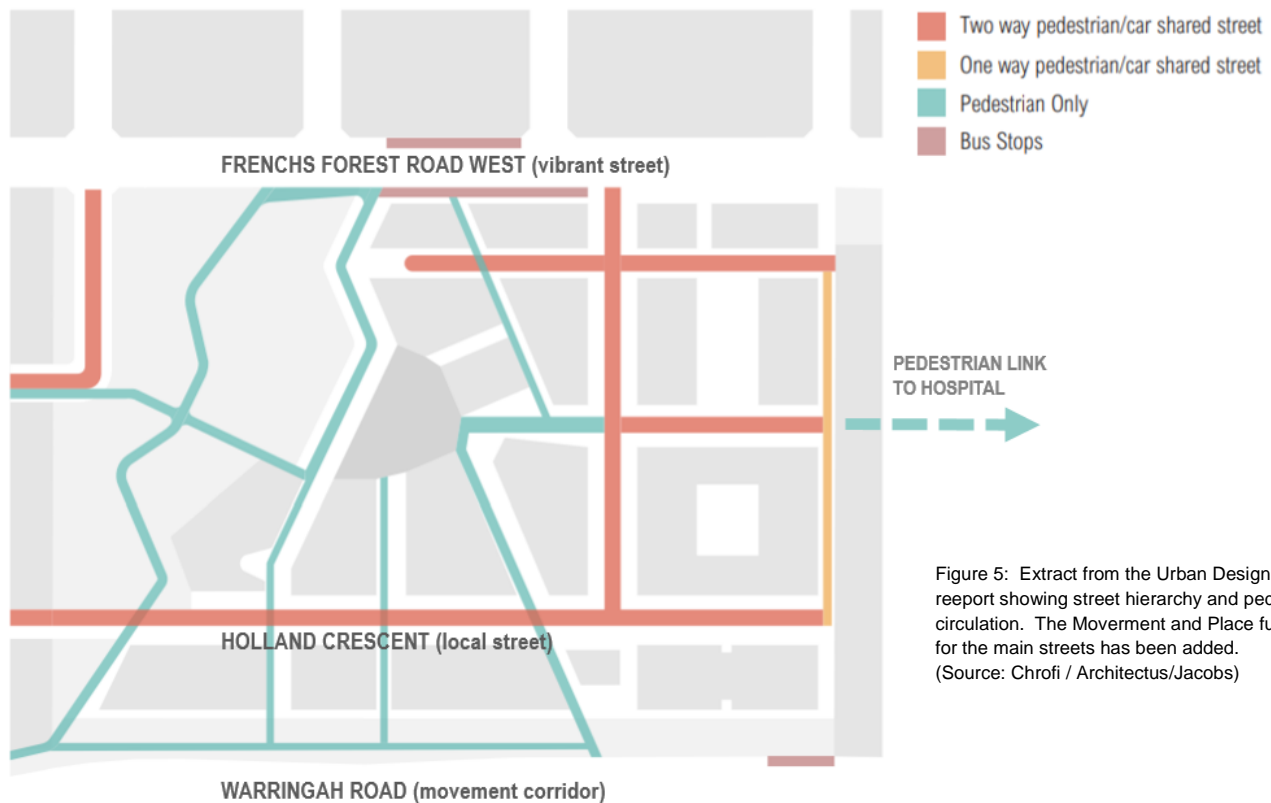 Two way pedestrian/car shared street
One way pedestrian/car shared street
Pedestrian Only
Bus Stops
FRENCHS FOREST ROAD WEST (vibrant street)
PEDESTRIAN LINK
TO HOSPITAL
Figure 5:  Extract from the Urban Design
reeport showing street hierarchy and
circulation.  The Moverment and Place
for the main streets has been added.
(Source: Chrofi / Architectus/Jacobs)
HOLLAND CRESCENT (local street)
WARRINGAH ROAD (movement corridor)